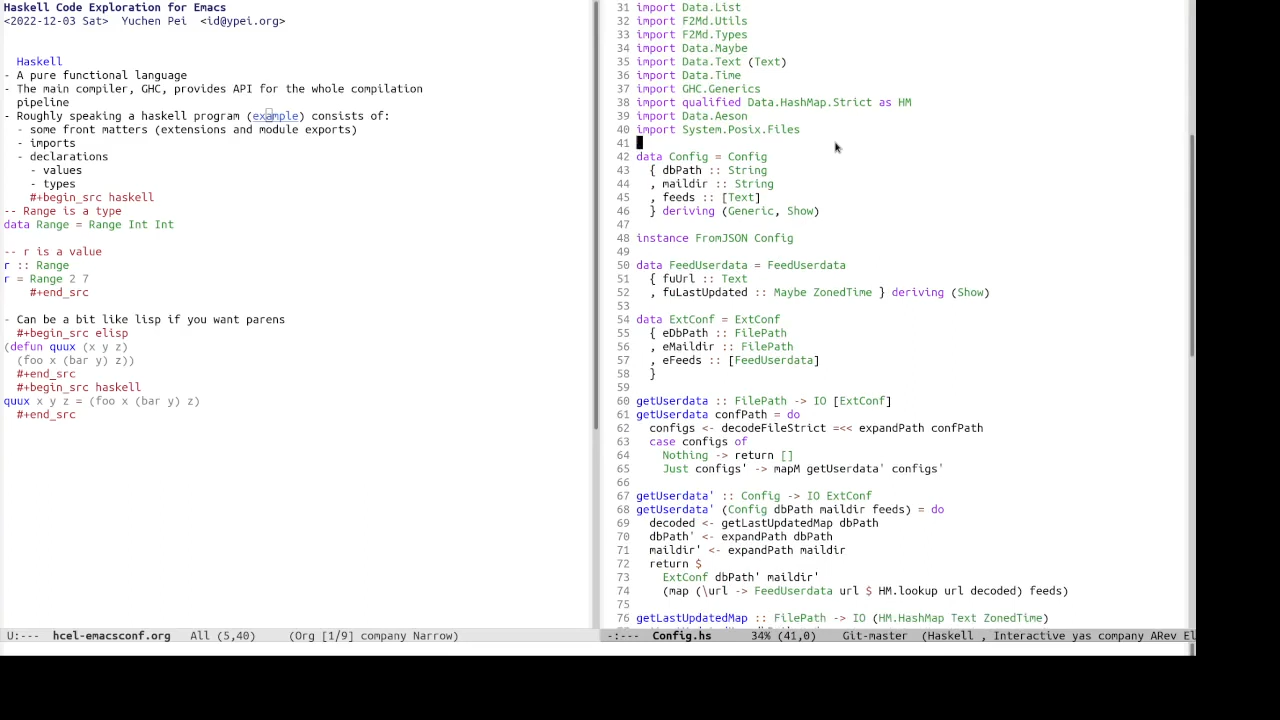 Haskell Code Exploration for Emacs
<2022-12-03 Sat>  Yuchen Pei  <id@ypei.org>
Haskell
- A pure functional language
- The main compiler, GHC, provides API for the whole compilation
pipeline
- Roughly speaking a haskell program (example) consists of:
- some front matters (extensions and module exports)
- imports
- declarations
- values
- types
#+begin_src haskell
-- Range is a type
data Range = Range Int Int
-- r is a value
r :: Range
r = Range 2 7
#+end_src
- Can be a bit like lisp if you want parens
#+begin_src elisp
(defun quux (x y z)
(foo x (bar y) z))
#+end_src
#+begin_src haskell
quux x y z = (foo x (bar y) z)
#+end_src
U:---  hcel-emacsconf.org   All (5,40)     (Org [1/9] company Narrow)
31 import Data.List
32 import F2Md.Utils
33 import F2Md.Types
34 import Data.Maybe
35 import Data.Text (Text)
36 import Data.Time
37 import GHC.Generics
38 import qualified Data.HashMap.Strict as HM
39 import Data.Aeson
40 import System.Posix.Files
41
42 data Config = Config
43   { dbPath :: String
44   , maildir :: String
45   , feeds :: [Text]
46   } deriving (Generic, Show)
47
48 instance FromJSON Config
49
50 data FeedUserdata = FeedUserdata
51   { fuUrl :: Text
52   , fuLastUpdated :: Maybe ZonedTime } deriving (Show)
53
54 data ExtConf = ExtConf
55   { eDbPath :: FilePath
56   , eMaildir :: FilePath
57   , eFeeds :: [FeedUserdata]
58   }
59
60 getUserdata :: FilePath -> IO [ExtConf]
61 getUserdata confPath = do
62   configs <- decodeFileStrict =<< expandPath confPath
63   case configs of
64     Nothing -> return []
65     Just configs' -> mapM getUserdata' configs'
66
67 getUserdata' :: Config -> IO ExtConf
68 getUserdata' (Config dbPath maildir feeds) = do
69   decoded <- getLastUpdatedMap dbPath
70   dbPath' <- expandPath dbPath
71   maildir' <- expandPath maildir
72   return $
73     ExtConf dbPath' maildir'
74     (map (\url -> FeedUserdata url $ HM.lookup url decoded) feeds)
75
76 getLastUpdatedMap :: FilePath -> IO (HM.HashMap Text ZonedTime)
-:---  Config.hs      34% (41,0)    Git-master  (Haskell , Interactive yas company ARev El